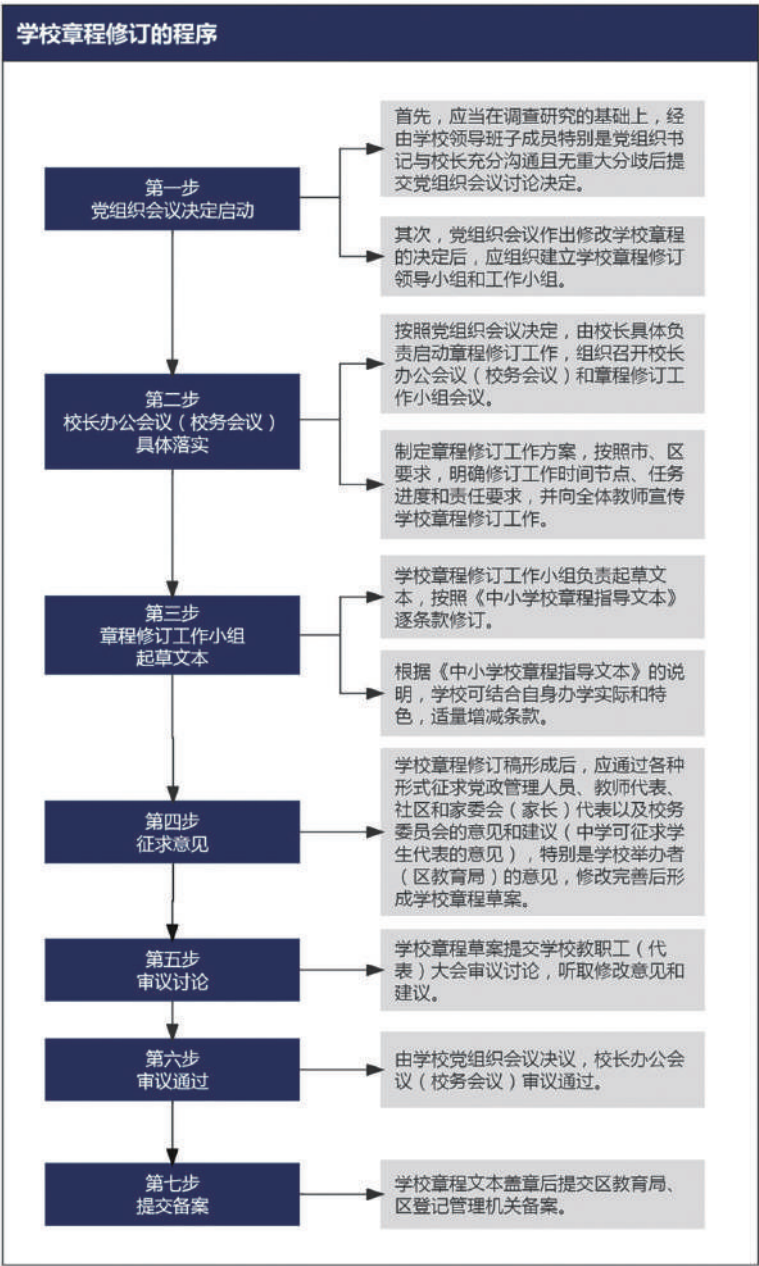 学校章程修订的程序
第一步
党组织会议决定启动
首先，应当在调查研究的基础上，经
由学校领导班子成员特别是党组织书
记与校长充分沟通且无重大分歧后提
交党组织会议讨论决定。
其次，党组织会议作出修改学校章程
的决定后，应组织建立学校章程修订
领导小组和工作小组。
第二步
校长办公会议（校务会议）
具体落实
按照党组织会议决定，由校长具体负
责启动章程修订工作，组织召开校长
办公会议（校务会议）和章程修订工
作小组会议。
制定章程修订工作方案，按照市、区
要求，明确修订工作时间节点、任务
进度和责任要求，并向全体教师宣传
学校章程修订工作。
第三步
章程修订工作小组
起草文本
学校章程修订工作小组负责起草文
本，按照《中小学校章程指导文本》
逐条款修订。
根据《中小学校章程指导文本》的说
明，学校可结合自身办学实际和特
色，适量增减条款。
第四步
征求意见
学校章程修订稿形成后，应通过各种
形式征求党政管理人员、教师代表、
社区和家委会（家长）代表以及校务
委员会的意见和建议（中学可征求学
生代表的意见），特别是学校举办者
（区教育局）的意见，修改完善后形
成学校章程草案。
第五步
审议讨论
学校章程草案提交学校教职工（代
表）大会审议讨论，听取修改意见和
建议。
第六步
审议通过
由学校党组织会议决议，校长办公会
议（校务会议）审议通过。
第七步
提交备案
学校章程文本盖章后提交区教育局、
区登记管理机关备案。